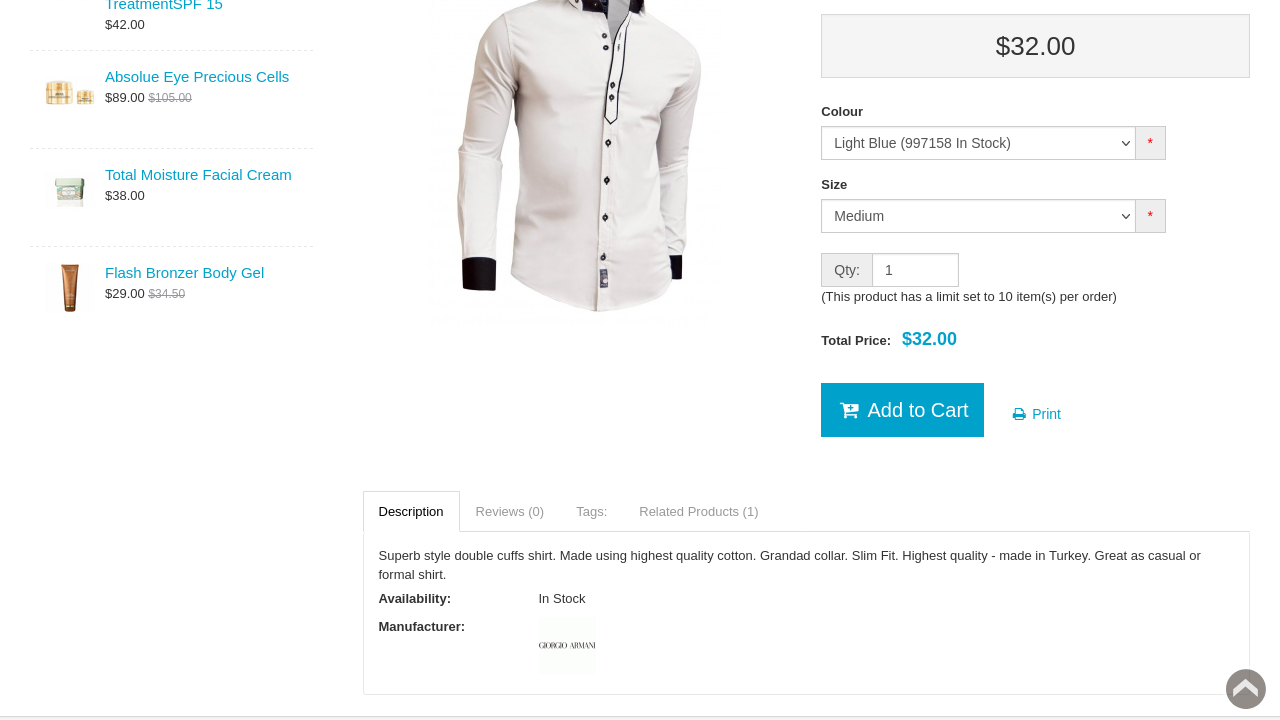 TreatmentSPF 15
$42.00
Absolue Eye Precious Cells
$89.00 $105.00
Total Moisture Facial Cream
$38.00
Flash Bronzer Body Gel
$29.00 $34.50
$32.00
Colour
Light Blue (997158 In Stock) *
Size
Medium *
Qty: 1
(This product has a limit set to 10 item(s) per order)
Total Price: $32.00
Add to Cart Print
Description Reviews (0) Tags: Related Products (1)
Superb style double cuffs shirt. Made using highest quality cotton. Grandad collar. Slim Fit. Highest quality - made in Turkey. Great as casual or
formal shirt.
Availability: In Stock
Manufacturer:
GIORGIO ARMANI